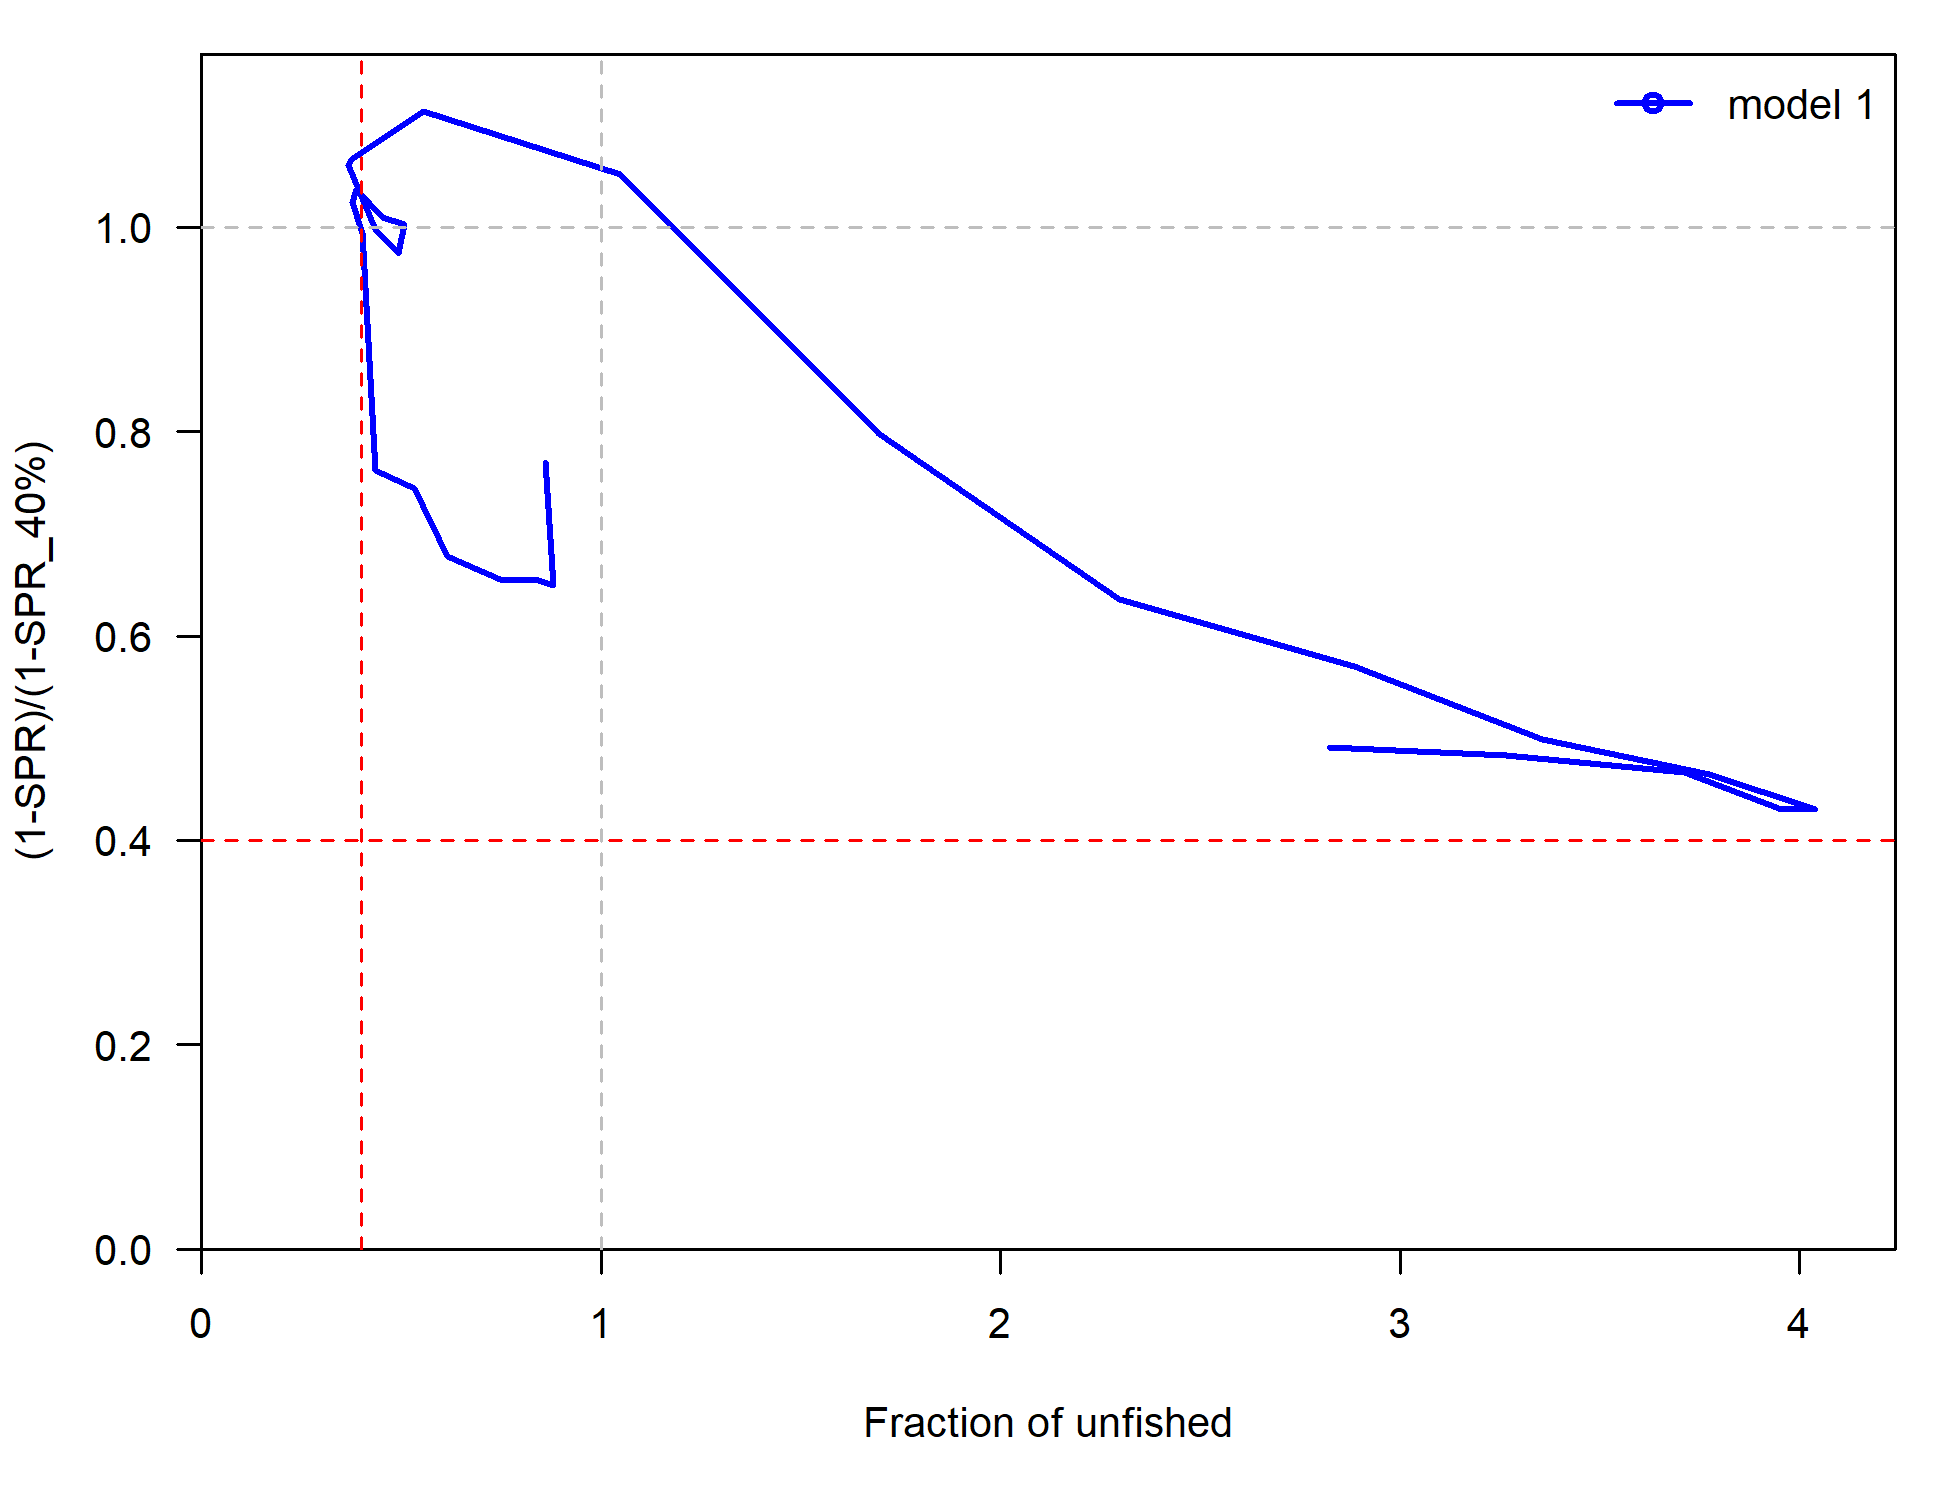 model 1
(1-SPR)/(1-SPR_40%)
1.0
0.8
0.6
0.4
0.2
0.0
0 1 2 3 4
Fraction of unfished